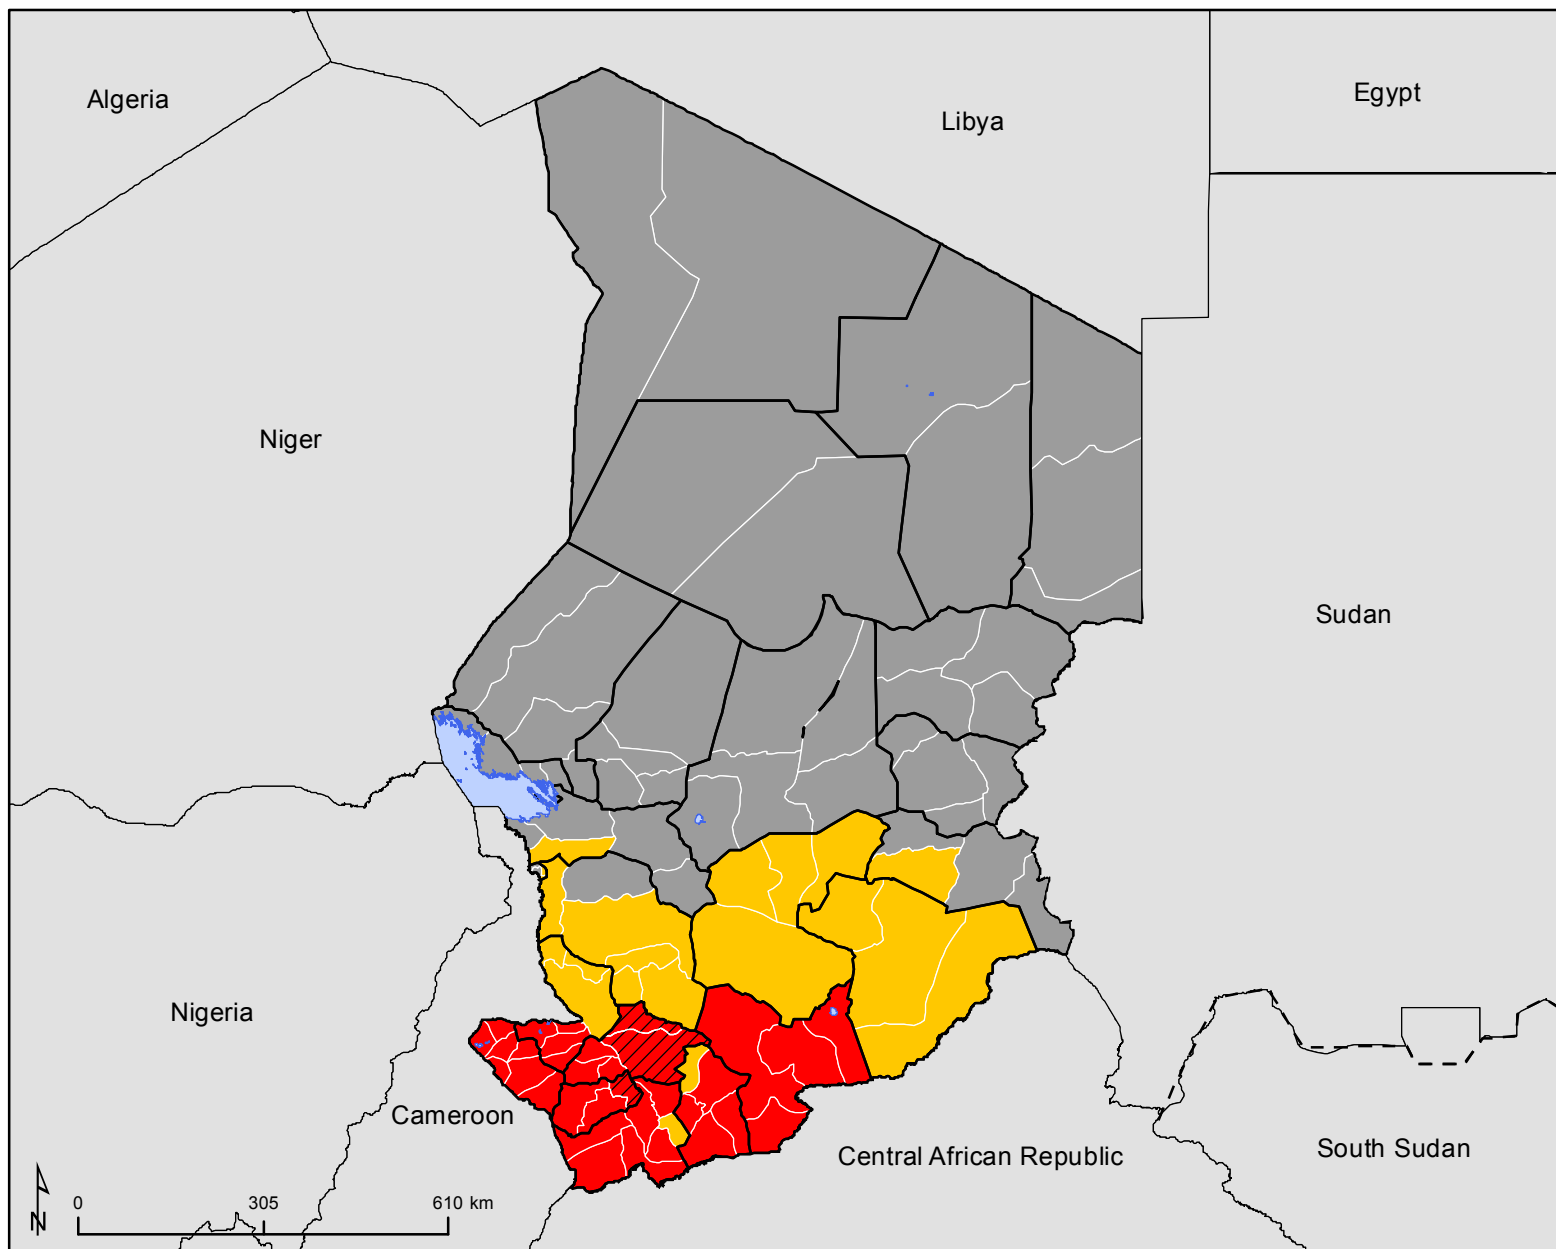 Algeria
Libya
Egypt
Niger
Sudan
Nigeria
Cameroon
Central African Republic
South Sudan
N
0 305 610 km